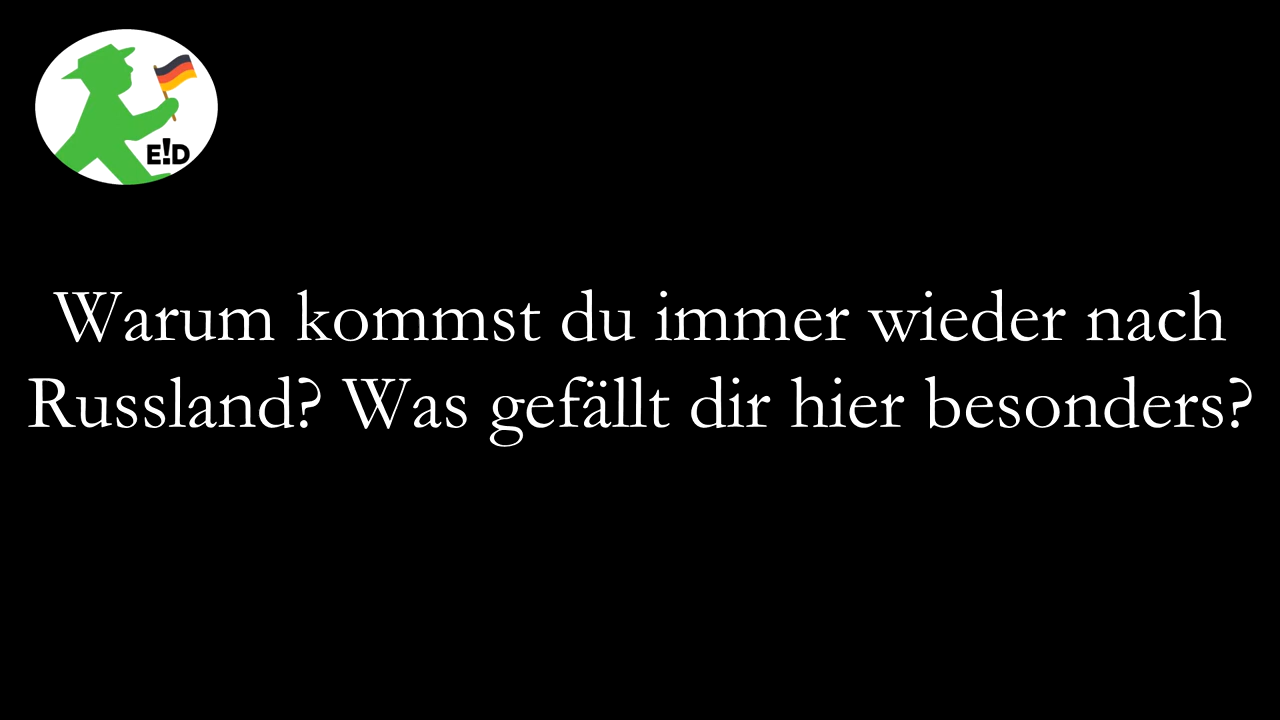 E!D
Warum kommst du immer wieder nach
Russland? Was gefällt dir hier besonders?